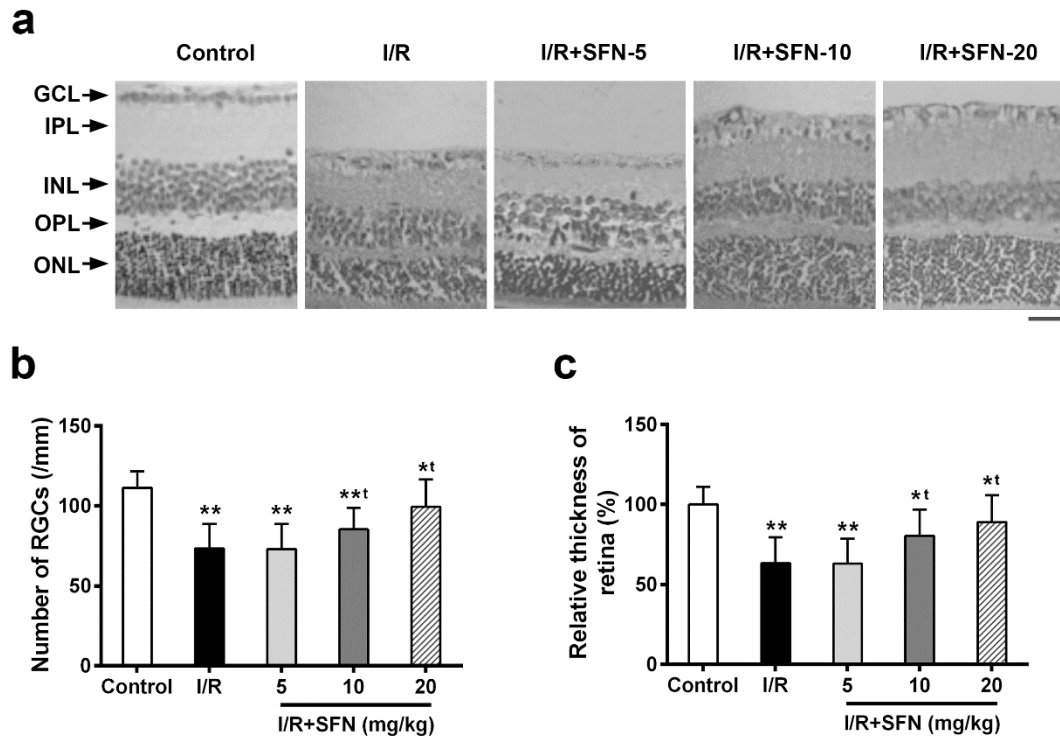 a
Control I/R I/R+SFN-5 I/R+SFN-10 I/R+SFN-20
GCL
IPL
INL
OPL
ONL
b
Number of RGCs (/mm)
150
100
50
0
** ** **t *t
Control I/R 5 10 20
I/R+SFN (mg/kg)
c
Relative thickness of
retina (%)
150
100
50
0
** ** *t *t
Control I/R 5 10 20
I/R+SFN (mg/kg)